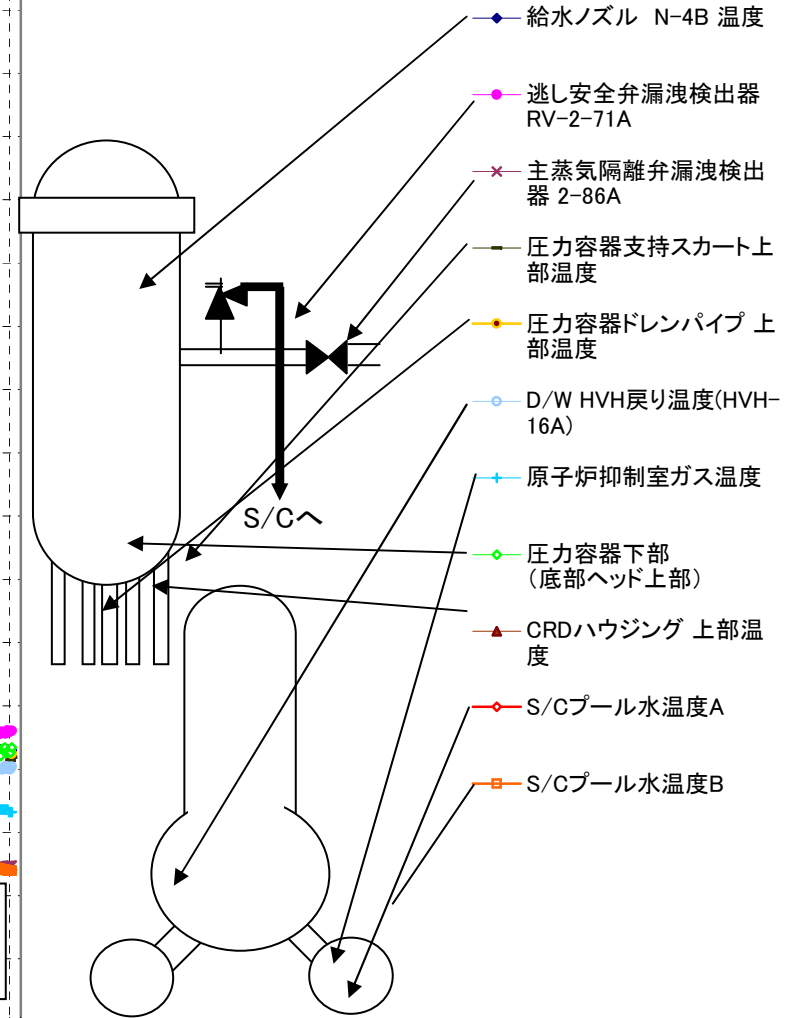 給水ノズル N-4B 温度
逃し安全弁漏洩検出器
RV-2-71A
主蒸気隔離弁漏洩検出
器 2-86A
圧力容器支持スカート上
部温度
圧力容器ドレンパイプ 上
部温度
D/W HVH戻り温度(HVH-
16A)
原子炉抑制室ガス温度
S/Cへ
圧力容器下部
（底部ヘッド上部）
CRDハウジング 上部温
度
S/Cプール水温度A
S/Cプール水温度B